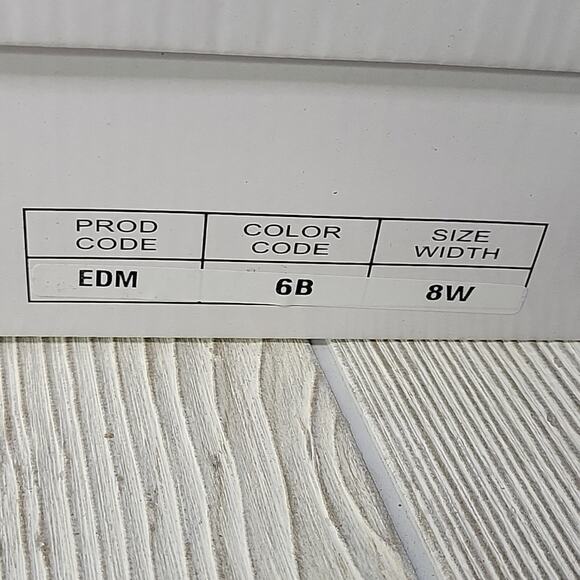 PROD CODE COLOR CODE SIZE WIDTH
EDM 6B 8W